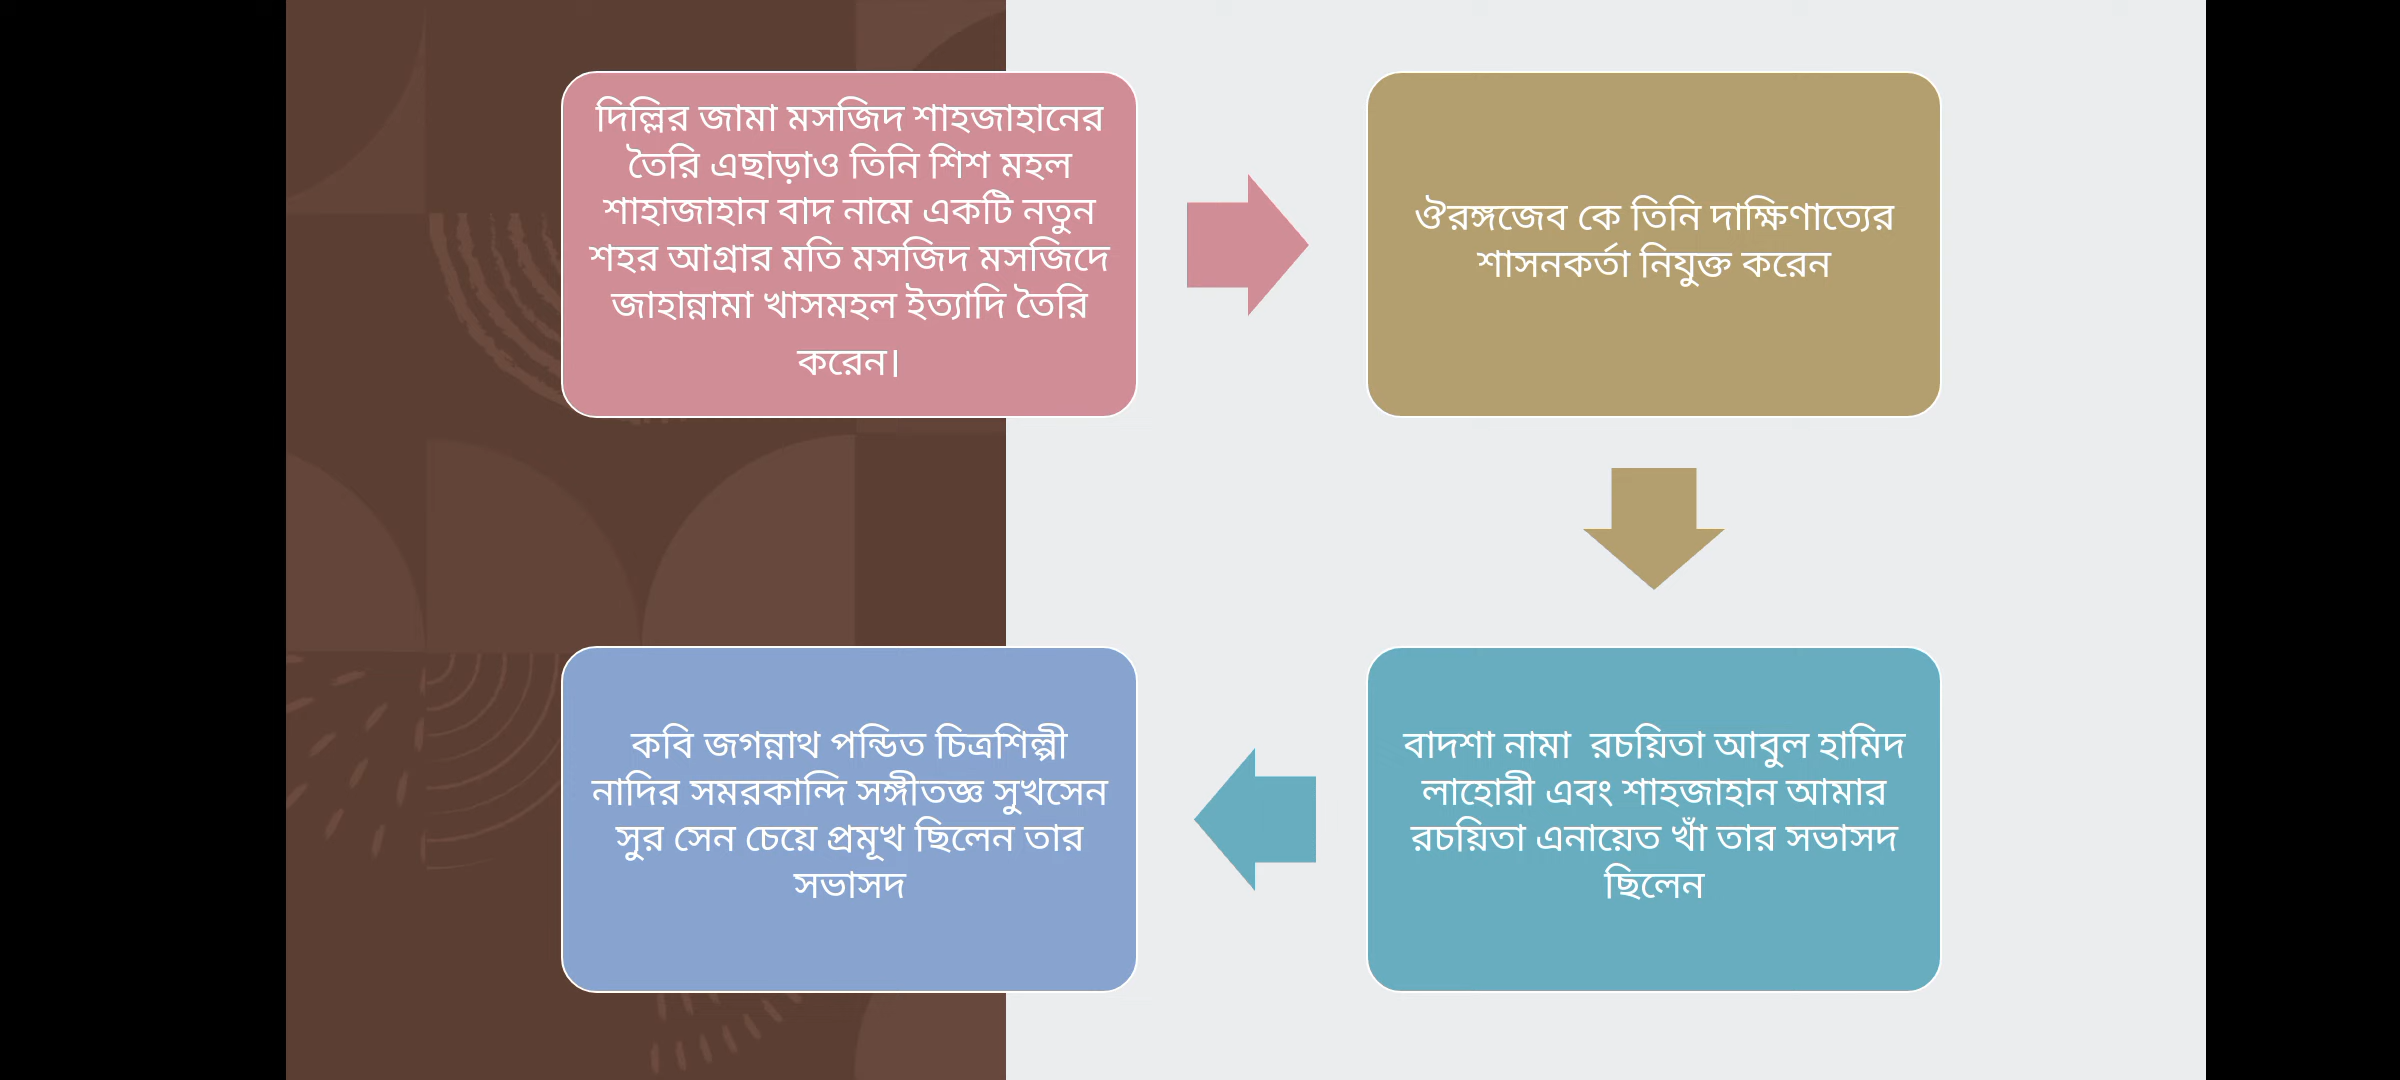 দিল্লির জামা মসজিদ শাহজাহানের
তৈরি এছাড়াও তিনি শিশ মহল
শাহাজাহান বাদ নামে একটি নতুন
শহর আগ্রার মতি মসজিদ মসজিদে
জাহান্নামা খাসমহল ইত্যাদি তৈরি
করেন।
ঔরঙ্গজেব কে তিনি দাক্ষিণাত্যের
শাসনকর্তা নিযুক্ত করেন
বাদশা নামা রচয়িতা আবুল হামিদ
লাহোরী এবং শাহজাহান আমার
রচয়িতা এনায়েত খাঁ তার সভাসদ
ছিলেন
কবি জগন্নাথ পন্ডিত চিত্রশিল্পী
নাদির সমরকান্দি সঙ্গীতজ্ঞ সুখসেন
সুর সেন চেয়ে প্রমূখ ছিলেন তার
সভাসদ